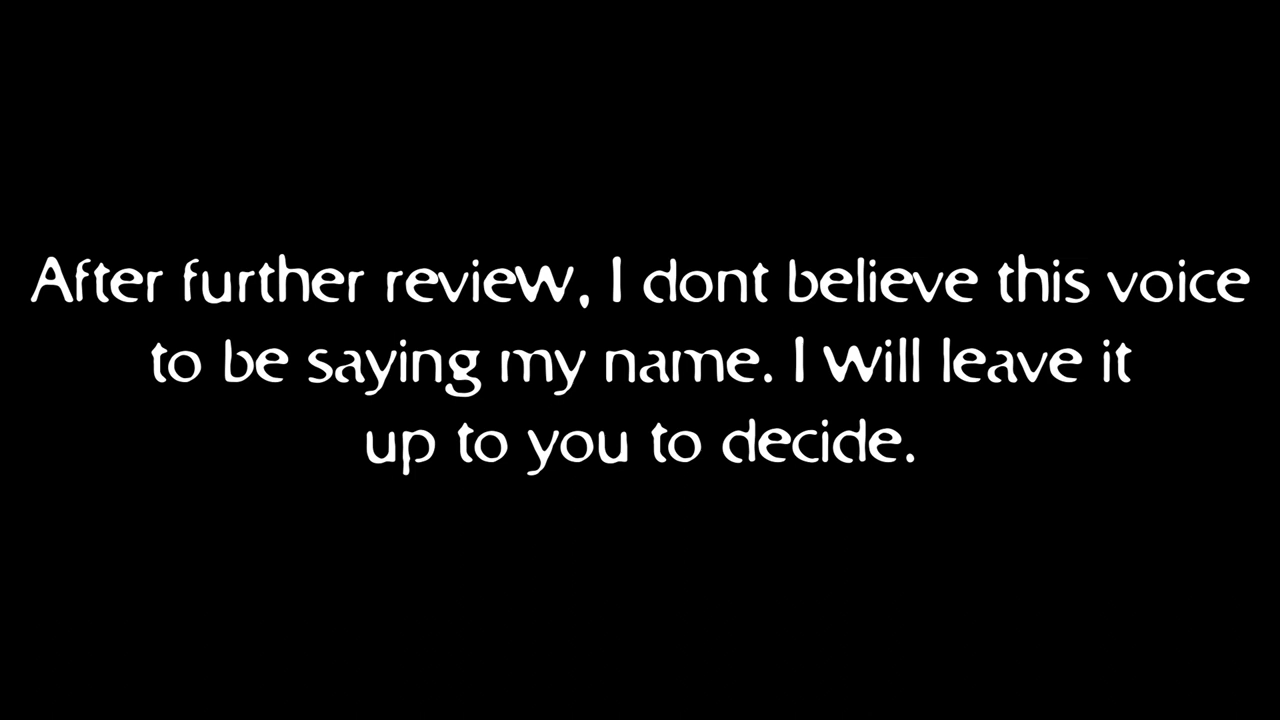 After further review, I dont believe this voice
to be saying my name. I will leave it
up to you to decide.